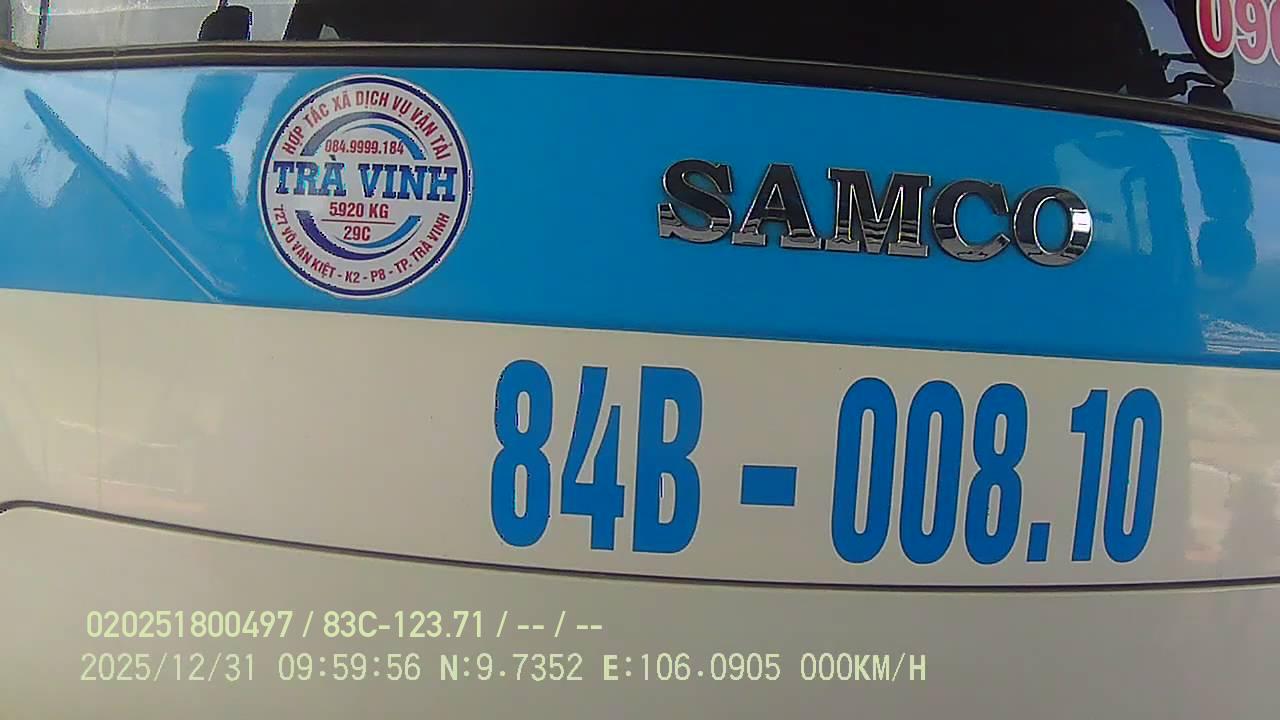 HỢP TÁC XÃ DỊCH VỤ VẬN TẢI
084.9999.184
TRÀ VINH
5920 KG
29C
727 VÕ VĂN KIỆT - K2 - P8 - TP. TRÀ VINH
SAMCO
84B - 008.10
020251800497 / 83C-123.71 / -- / --
2025/12/31 09:59:56 N:9.7352 E:106.0905 000KM/H